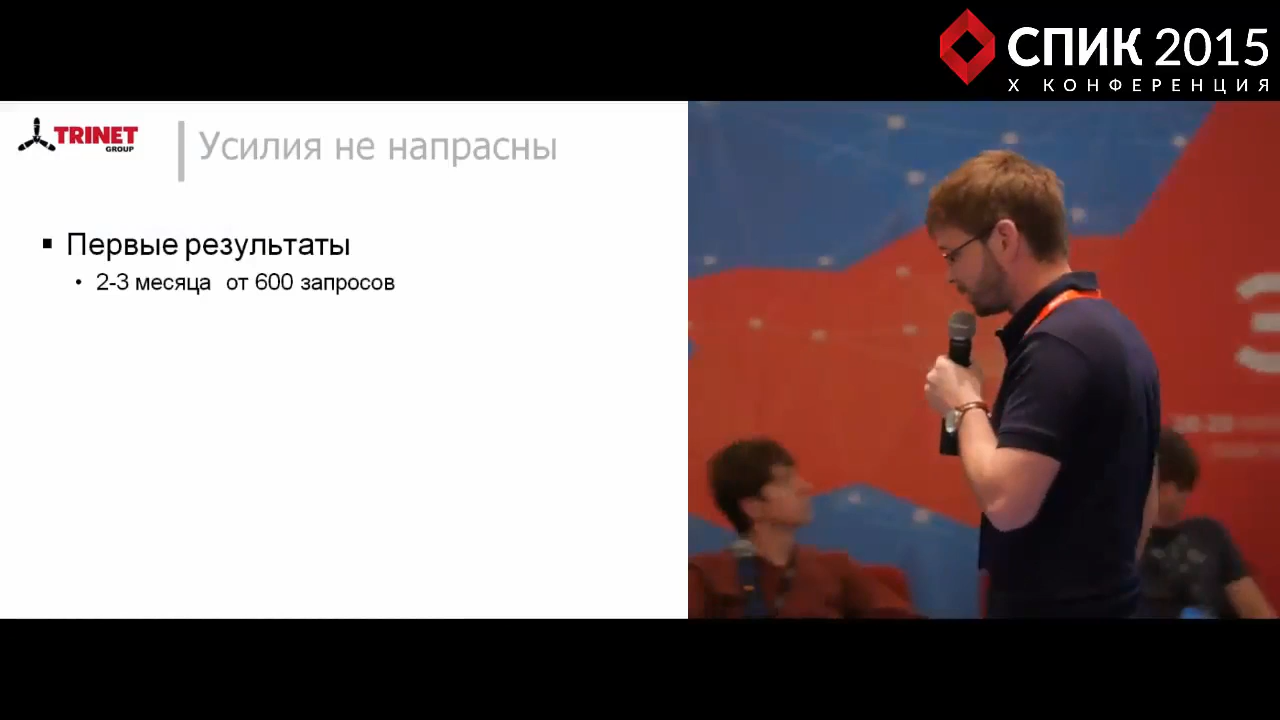 СПИК 2015
X КОНФЕРЕНЦИЯ
TRINET
GROUP
Усилия не напрасны
Первые результаты
2-3 месяца от 600 запросов